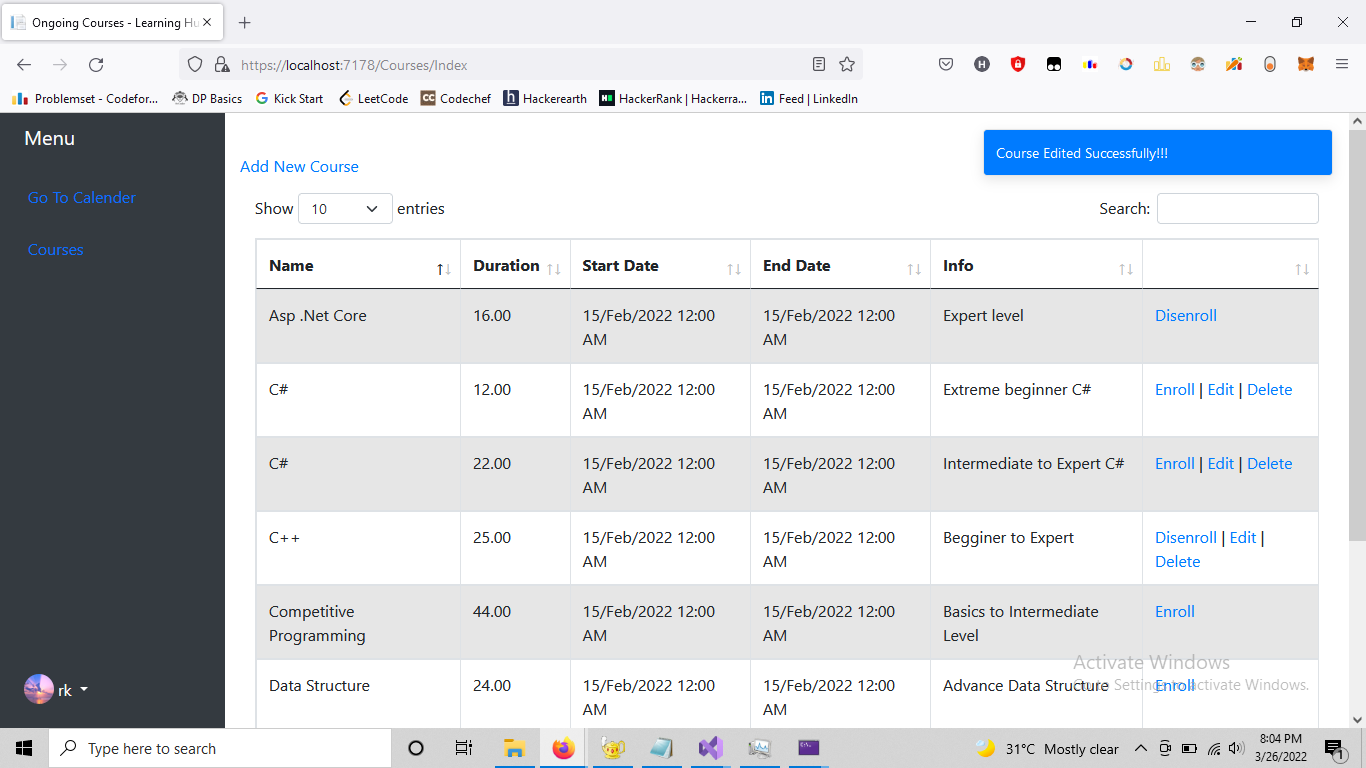 Ongoing Courses - Learning Hu
https://localhost:7178/Courses/Index
Problemset - Codefor... DP Basics Kick Start LeetCode Codechef Hackerearth HackerRank | Hackerra... Feed | LinkedIn
Menu
Go To Calender
Courses
rk
Course Edited Successfully!!!
Add New Course
Show 10 entries Search:
Name Duration Start Date End Date Info
Asp .Net Core 16.00 15/Feb/2022 12:00 15/Feb/2022 12:00 Expert level Disenroll
AM AM
C# 12.00 15/Feb/2022 12:00 15/Feb/2022 12:00 Extreme beginner C# Enroll | Edit | Delete
AM AM
C# 22.00 15/Feb/2022 12:00 15/Feb/2022 12:00 Intermediate to Expert C# Enroll | Edit | Delete
AM AM
C++ 25.00 15/Feb/2022 12:00 15/Feb/2022 12:00 Begginer to Expert Disenroll | Edit |
AM AM Delete
Competitive 44.00 15/Feb/2022 12:00 15/Feb/2022 12:00 Basics to Intermediate Enroll
Programming AM AM Level
Data Structure 24.00 15/Feb/2022 12:00 15/Feb/2022 12:00 Advance Data Structure Enroll
AM AM
Activate Windows
Go to Settings to activate Windows.
Type here to search
31°C Mostly clear
8:04 PM
3/26/2022
1